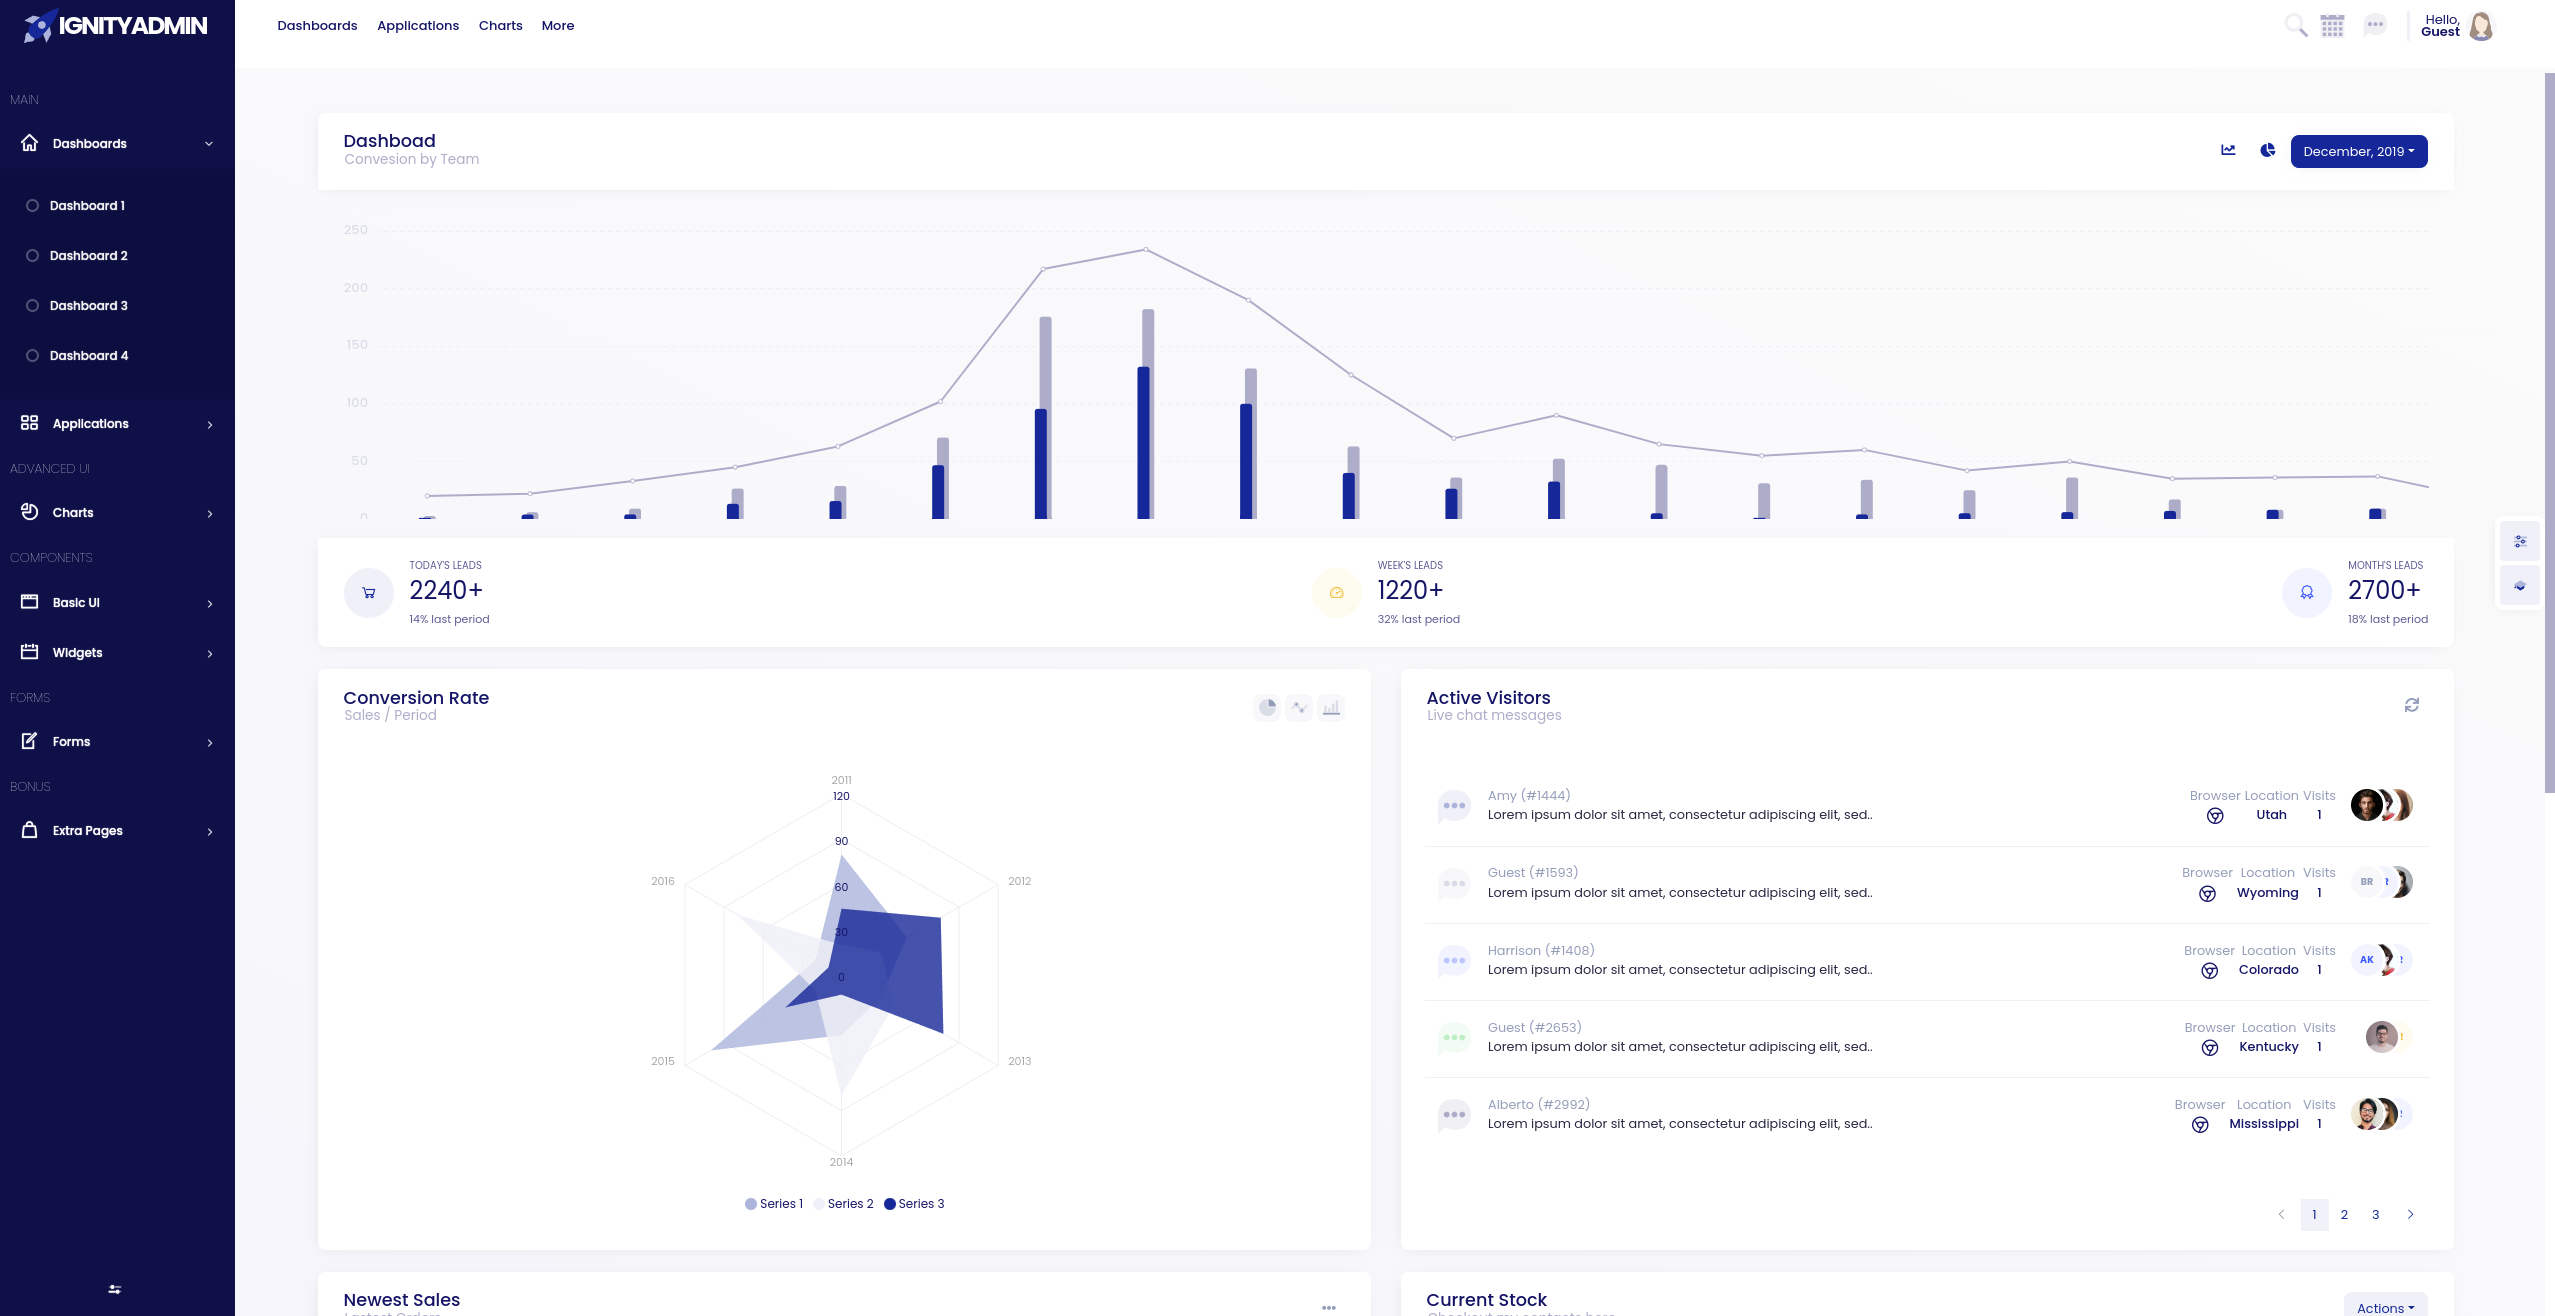 IGNITYADMIN
Dashboards Applications Charts More
Hello,
Guest
MAIN
Dashboards
Dashboard 1
Dashboard 2
Dashboard 3
Dashboard 4
Applications
ADVANCED UI
Charts
COMPONENTS
Basic UI
Widgets
FORMS
Forms
BONUS
Extra Pages
Dashboad
Convesion by Team
December, 2019
250
200
150
100
50
0
TODAY'S LEADS
2240+
14% last period
WEEK'S LEADS
1220+
32% last period
MONTH'S LEADS
2700+
18% last period
Conversion Rate
Sales / Period
2011
120
90
60
30
0
2012
2013
2014
2015
2016
Series 1 Series 2 Series 3
Active Visitors
Live chat messages
Amy (#1444)
Lorem ipsum dolor sit amet, consectetur adipiscing elit, sed..
Browser Location Visits
Utah 1
Guest (#1593)
Lorem ipsum dolor sit amet, consectetur adipiscing elit, sed..
Browser Location Visits
Wyoming 1
BR
Harrison (#1408)
Lorem ipsum dolor sit amet, consectetur adipiscing elit, sed..
Browser Location Visits
Colorado 1
AK
Guest (#2653)
Lorem ipsum dolor sit amet, consectetur adipiscing elit, sed..
Browser Location Visits
Kentucky 1
Alberto (#2992)
Lorem ipsum dolor sit amet, consectetur adipiscing elit, sed..
Browser Location Visits
Mississippi 1
1 2 3
Newest Sales
Current Stock
Actions